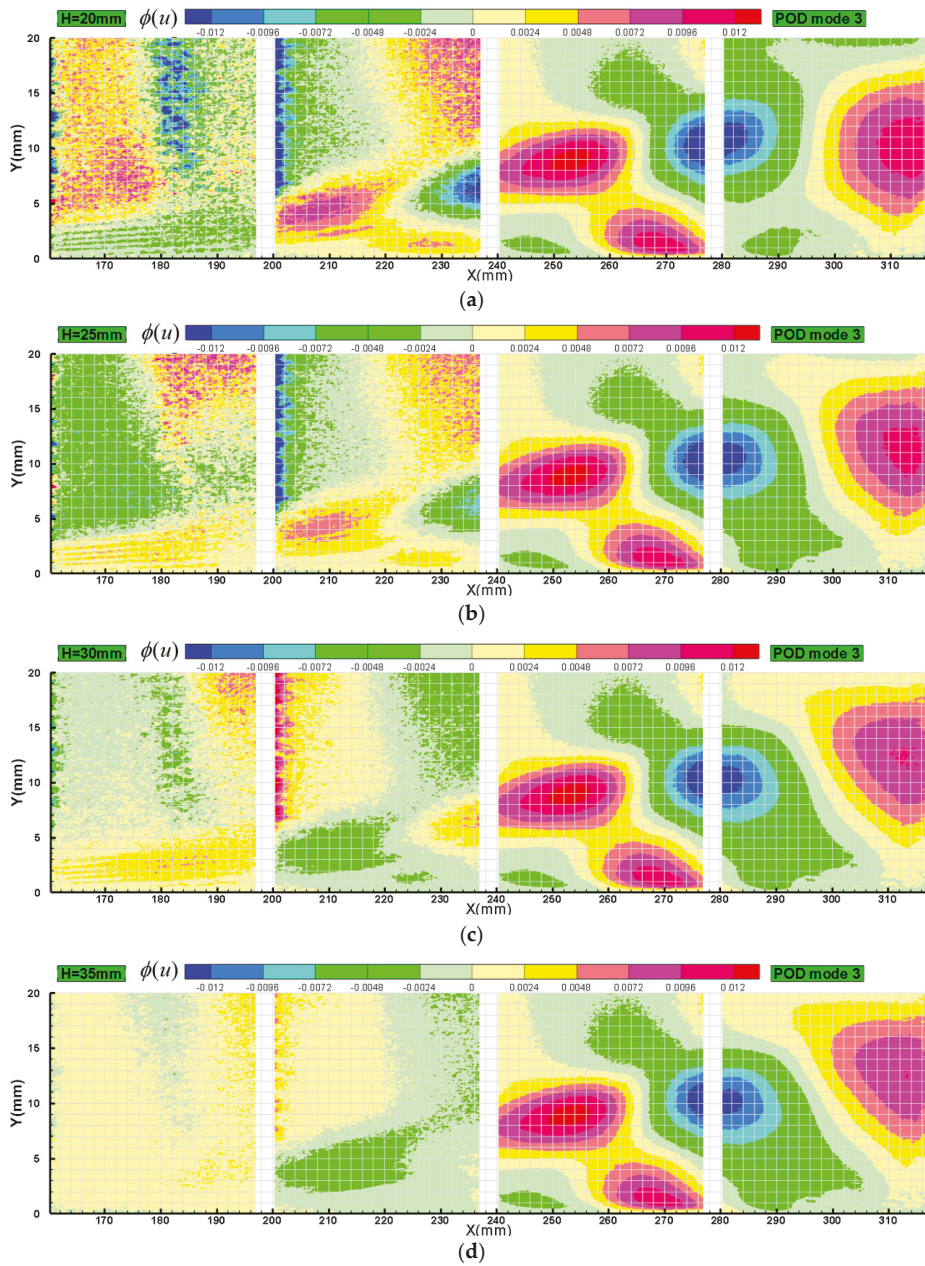 H=20mm ϕ(u) POD mode 3
-0.012 -0.0096 -0.0072 -0.0048 -0.0024 0 0.0024 0.0048 0.0072 0.0096 0.012
20
15
10
5
0
Y(mm)
170 180 190 200 210 220 230 240 250 260 270 280 290 300 310
X(mm)
(a)
H=25mm ϕ(u) POD mode 3
-0.012 -0.0096 -0.0072 -0.0048 -0.0024 0 0.0024 0.0048 0.0072 0.0096 0.012
20
15
10
5
0
Y(mm)
170 180 190 200 210 220 230 240 250 260 270 280 290 300 310
X(mm)
(b)
H=30mm ϕ(u) POD mode 3
-0.012 -0.0096 -0.0072 -0.0048 -0.0024 0 0.0024 0.0048 0.0072 0.0096 0.012
20
15
10
5
0
Y(mm)
170 180 190 200 210 220 230 240 250 260 270 280 290 300 310
X(mm)
(c)
H=35mm ϕ(u) POD mode 3
-0.012 -0.0096 -0.0072 -0.0048 -0.0024 0 0.0024 0.0048 0.0072 0.0096 0.012
20
15
10
5
0
Y(mm)
170 180 190 200 210 220 230 240 250 260 270 280 290 300 310
X(mm)
(d)